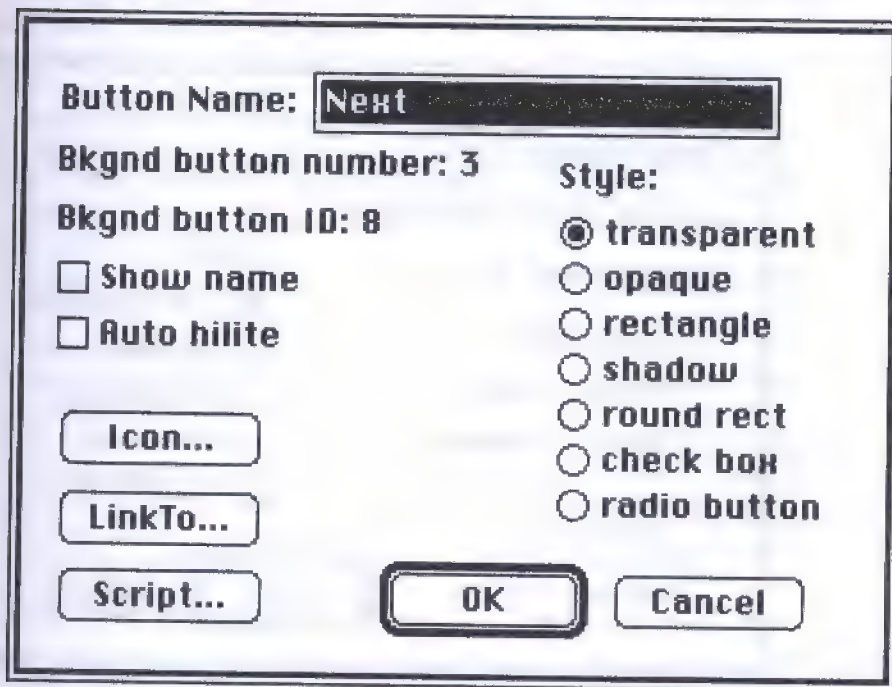 Button Name: Next
Bkgnd button number: 3
Bkgnd button ID: 8
Show name
Auto hilite
Style:
transparent
opaque
rectangle
shadow
round rect
check box
radio button
Icon...
LinkTo...
Script...
OK
Cancel